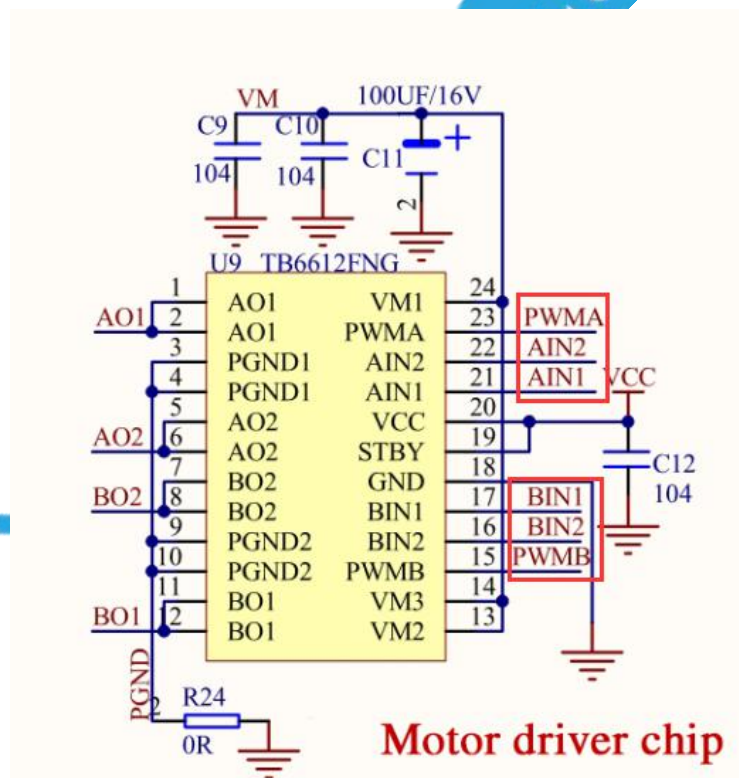 VM
100UF/16V
C9
C10
C11
104
104
2
U9 TB6612FNG
1 AO1 VM1 24
AO1 2 AO1 PWMA 23 PWMA
3 PGND1 AIN2 22 AIN2
4 PGND1 AIN1 21 AIN1
VCC
5 AO2 VCC 20
AO2 6 AO2 STBY 19
7 BO2 GND 18
C12
104
BO2 8 BO2 BIN1 17 BIN1
9 PGND2 BIN2 16 BIN2
10 PGND2 PWMB 15 PWMB
11 BO1 VM3 14
BO1 12 BO1 VM2 13
PGND
2
R24
0R
Motor driver chip